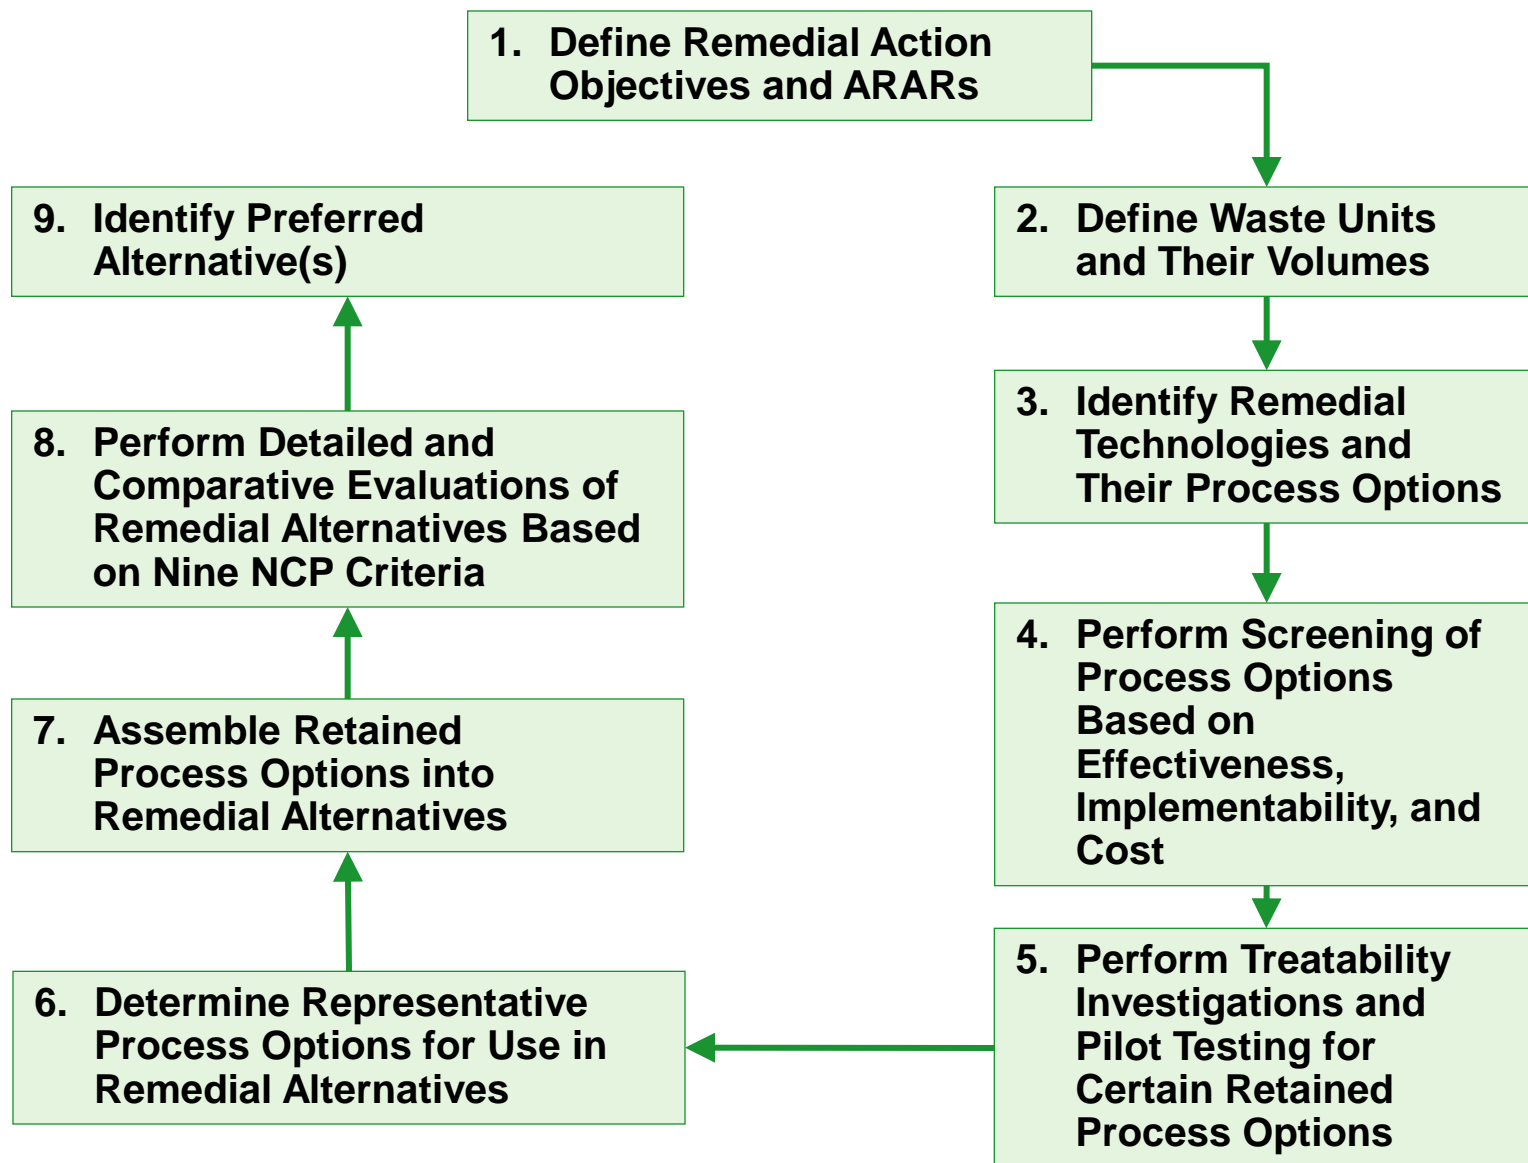 1. Define Remedial Action
Objectives and ARARs
2. Define Waste Units
and Their Volumes
3. Identify Remedial
Technologies and
Their Process Options
4. Perform Screening of
Process Options
Based on
Effectiveness,
Implementability, and
Cost
5. Perform Treatability
Investigations and
Pilot Testing for
Certain Retained
Process Options
6. Determine Representative
Process Options for Use in
Remedial Alternatives
7. Assemble Retained
Process Options into
Remedial Alternatives
8. Perform Detailed and
Comparative Evaluations of
Remedial Alternatives Based
on Nine NCP Criteria
9. Identify Preferred
Alternative(s)